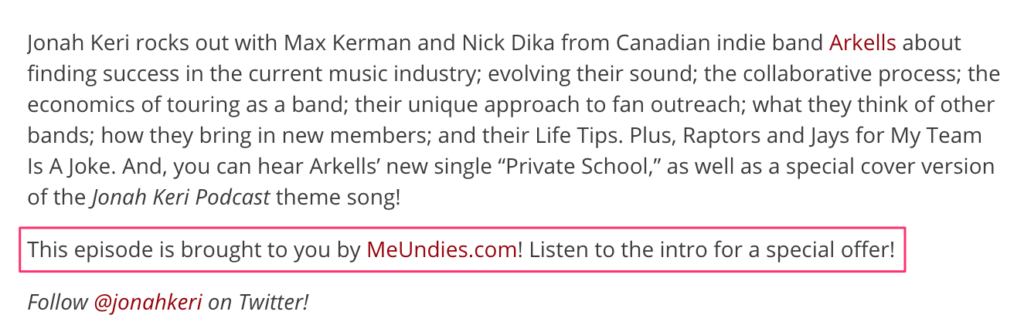 Jonah Keri rocks out with Max Kerman and Nick Dika from Canadian indie band Arkells about
finding success in the current music industry; evolving their sound; the collaborative process; the
economics of touring as a band; their unique approach to fan outreach; what they think of other
bands; how they bring in new members; and their Life Tips. Plus, Raptors and Jays for My Team
Is A Joke. And, you can hear Arkells’ new single “Private School,” as well as a special cover version
of the Jonah Keri Podcast theme song!
This episode is brought to you by MeUndies.com! Listen to the intro for a special offer!
Follow @jonahkeri on Twitter!